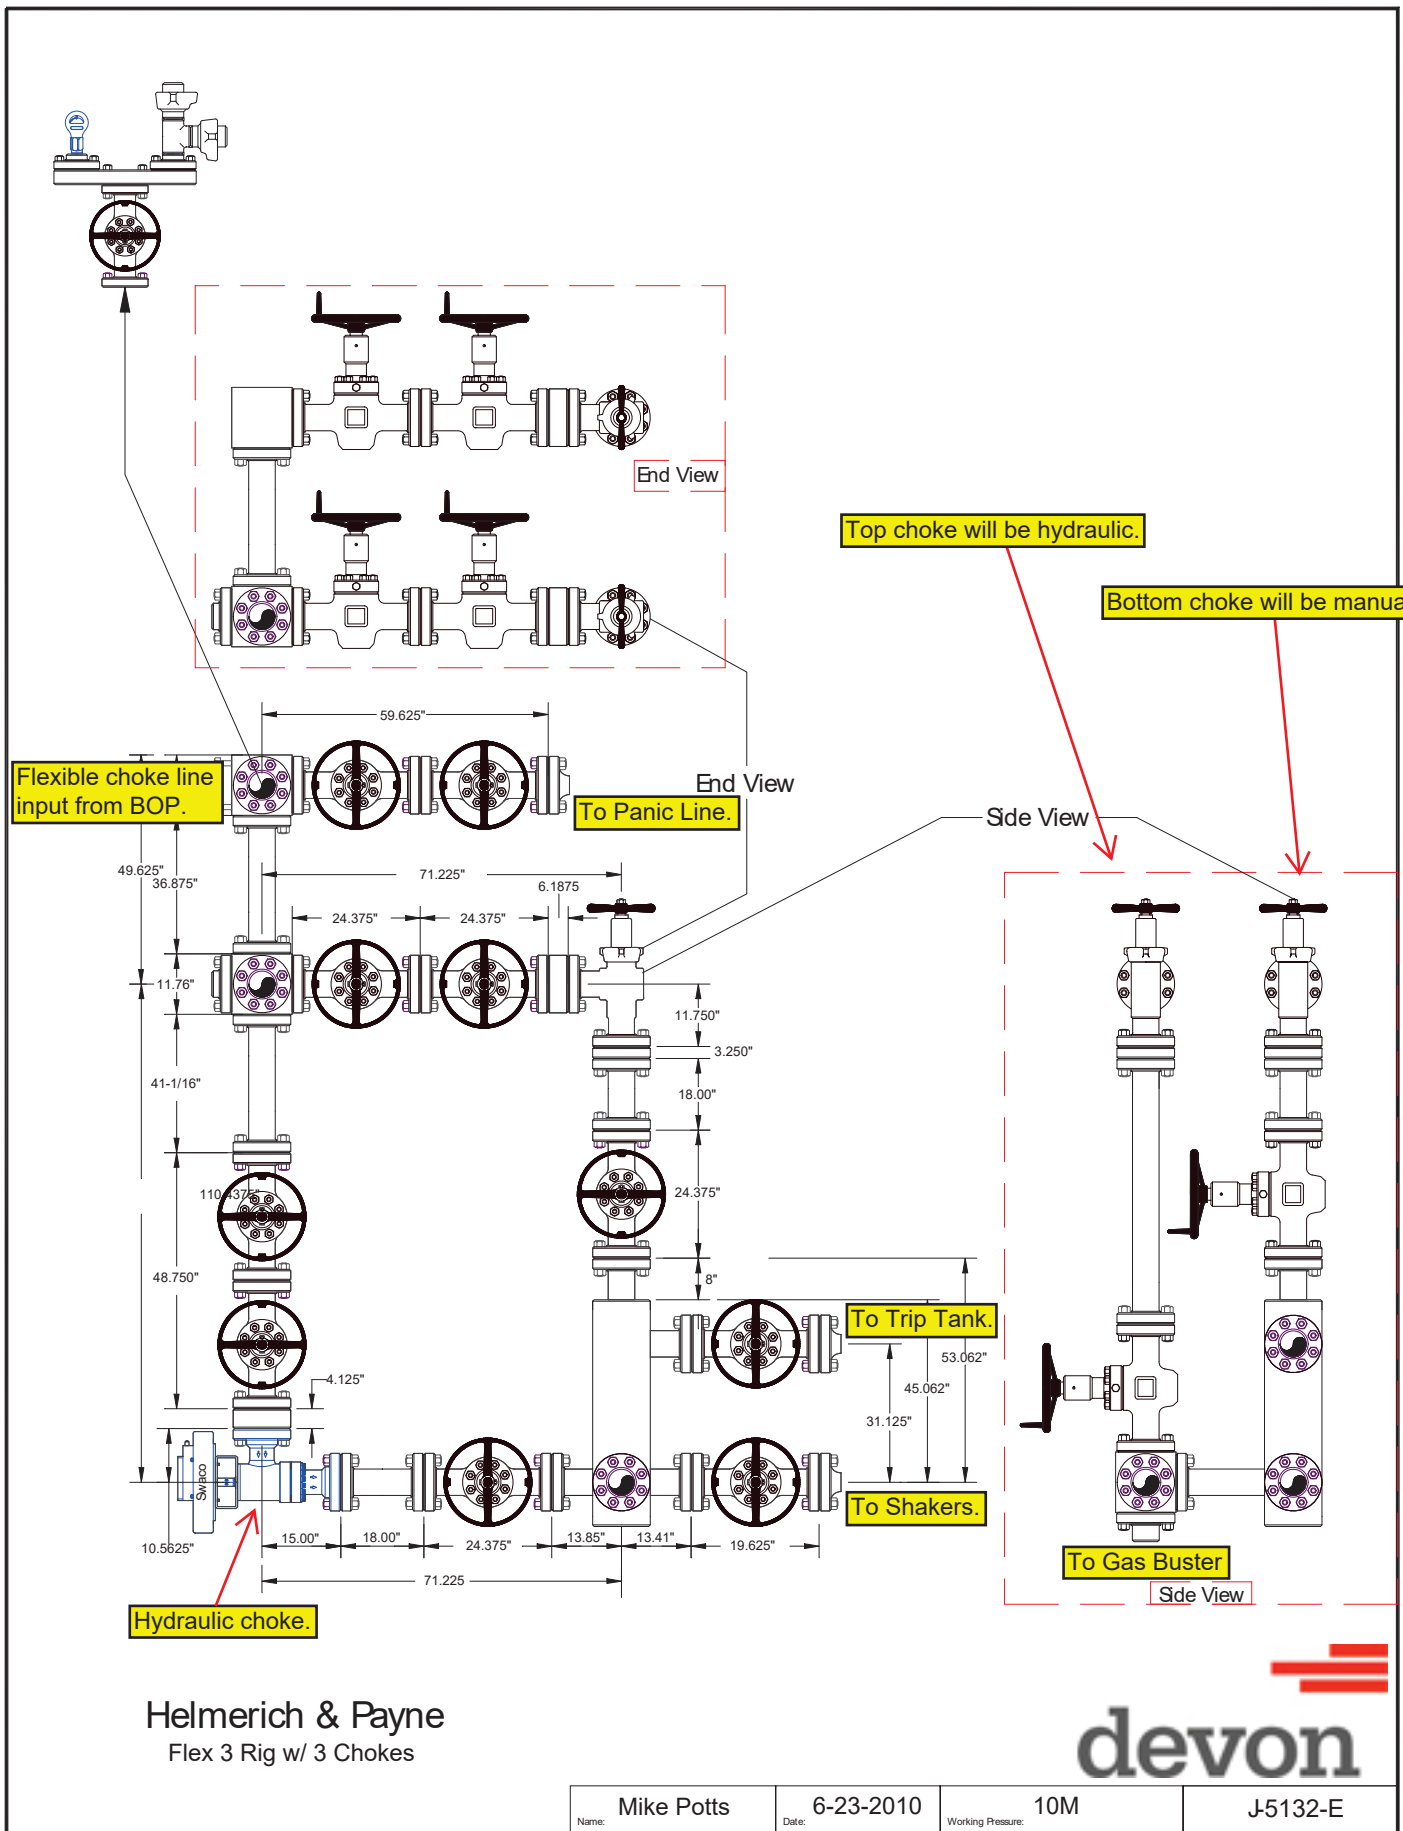 End View
Top choke will be hydraulic.
Bottom choke will be manua
59.625"
Flexible choke line
input from BOP.
End View
To Panic Line.
Side View
49.625"
36.875"
71.225"
6.1875
24.375"
24.375"
11.76"
11.750"
3.250"
41-1/16"
18.00"
110.4375"
24.375"
48.750"
8"
To Trip Tank.
53.062"
4.125"
45.062"
31.125"
Swaco
To Shakers.
10.5625"
15.00"
18.00"
24.375"
13.85"
13.41"
19.625"
To Gas Buster
71.225
Side View
Hydraulic choke.
Helmerich & Payne
Flex 3 Rig w/ 3 Chokes
devon
Name: Mike Potts
Date: 6-23-2010
Working Pressure: 10M
J-5132-E